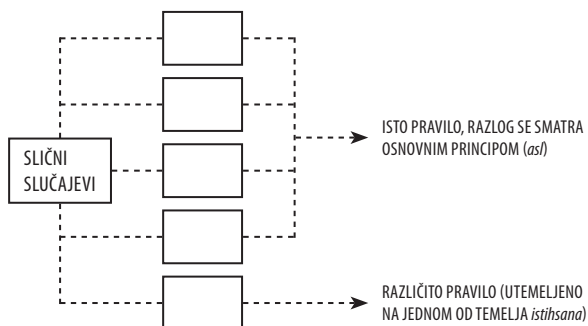 SLIČNI
SLUČAJEVI
ISTO PRAVILO, RAZLOG SE SMATRA
OSNOVNIM PRINCIPOM (asl)
RAZLIČITO PRAVILO (UTEMELJENO
NA JEDNOM OD TEMELJA istihsana)